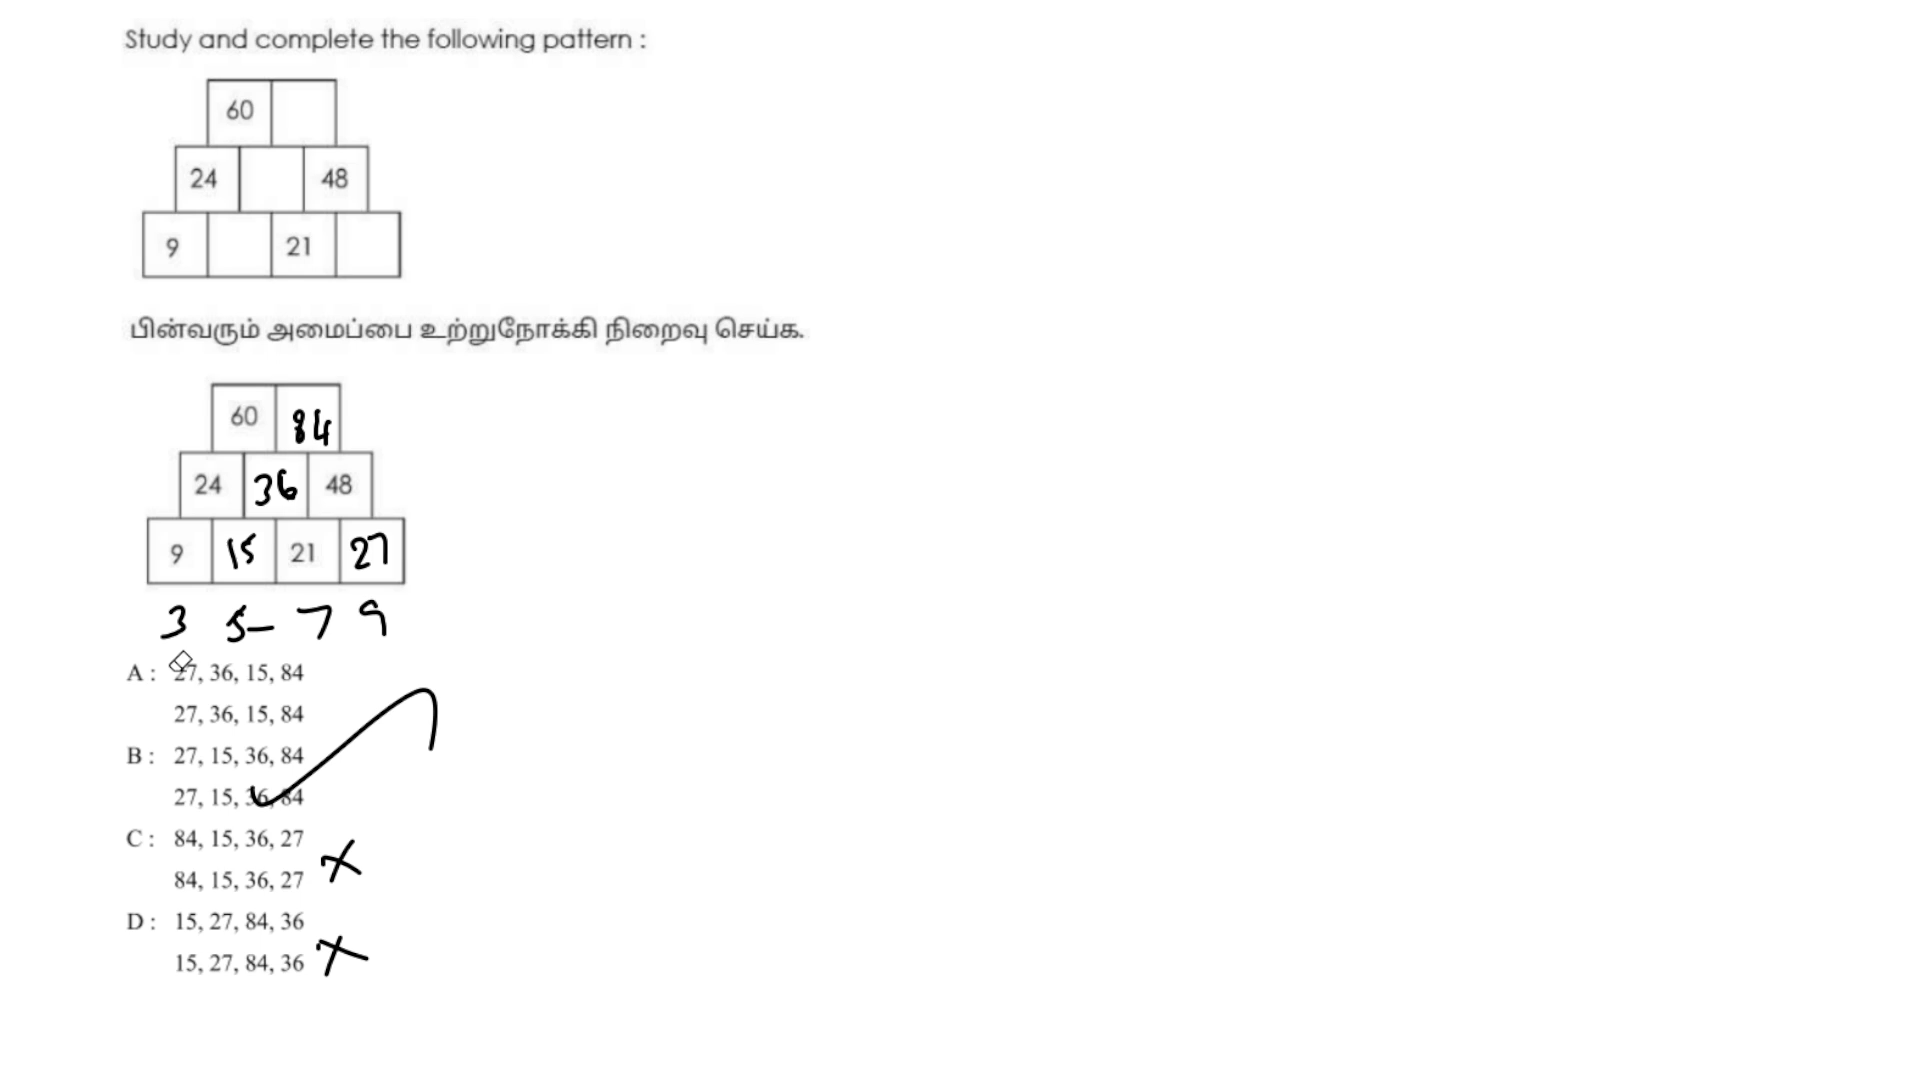 Study and complete the following pattern :
60
24 48
9 21
பின்வரும் அமைப்பை உற்றுநோக்கி நிறைவு செய்க.
60 84
24 36 48
9 15 21 27
3 5 7 9
A : 27, 36, 15, 84
27, 36, 15, 84
B : 27, 15, 36, 84
27, 15, 36, 84
C : 84, 15, 36, 27
84, 15, 36, 27
D : 15, 27, 84, 36
15, 27, 84, 36